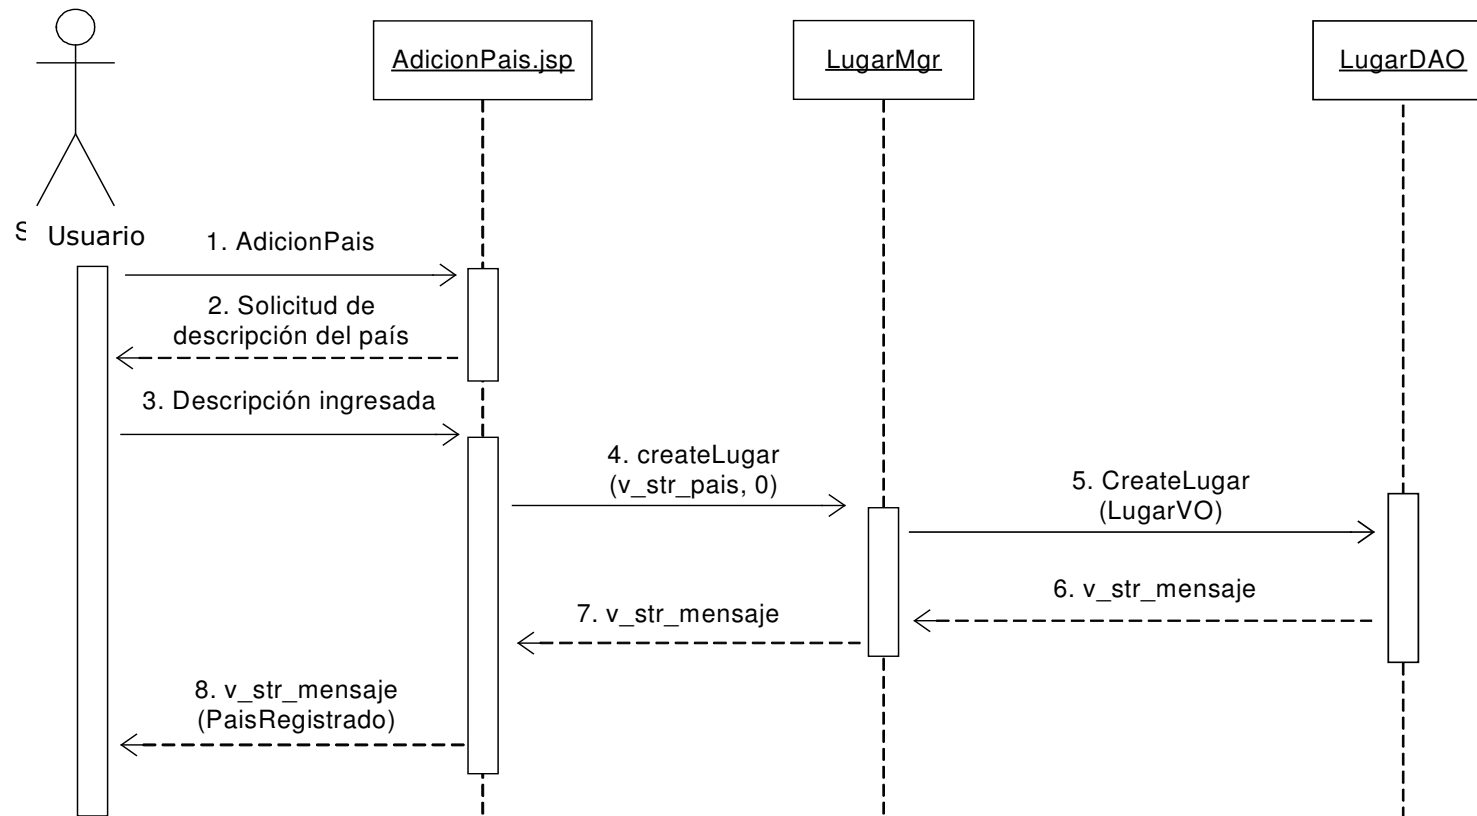 AdicionPais.jsp
LugarMgr
LugarDAO
Usuario
1. AdicionPais
2. Solicitud de
descripción del país
3. Descripción ingresada
4. createLugar
(v_str_pais, 0)
5. CreateLugar
(LugarVO)
6. v_str_mensaje
7. v_str_mensaje
8. v_str_mensaje
(PaisRegistrado)